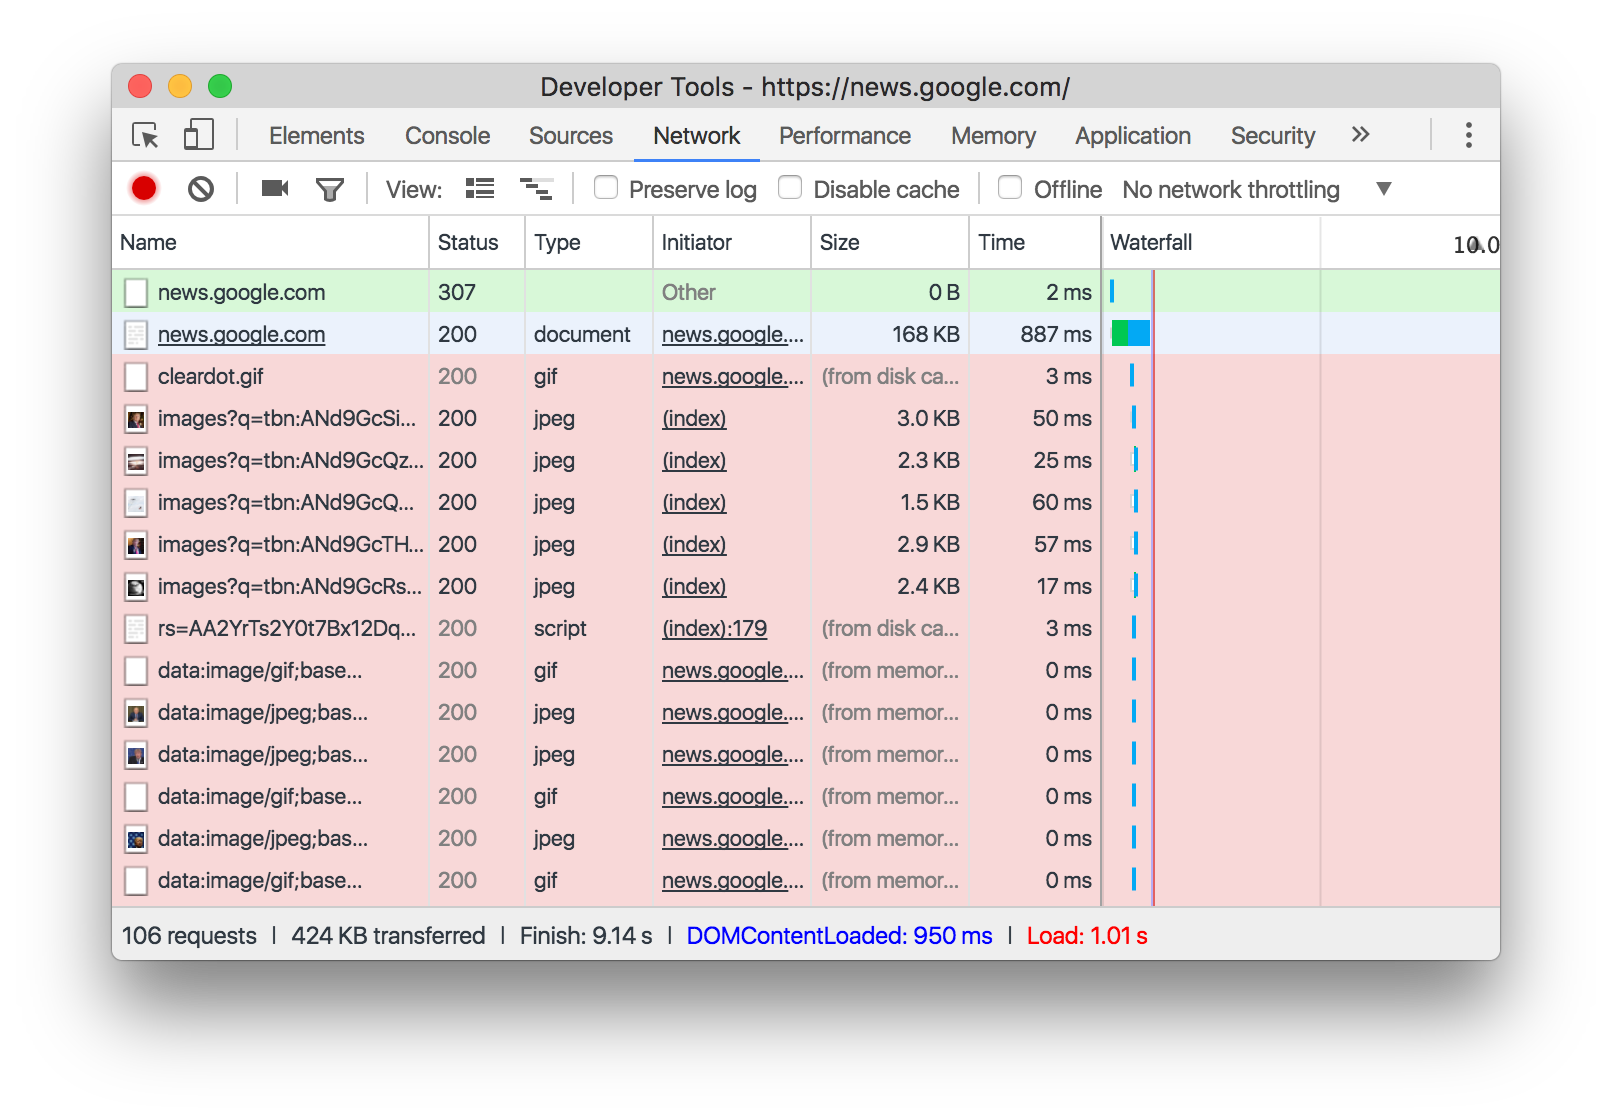 Developer Tools - https://news.google.com/
Elements Console Sources Network Performance Memory Application Security »
View: Preserve log Disable cache Offline No network throttling
Name Status Type Initiator Size Time Waterfall 10.0
news.google.com 307 Other 0 B 2 ms
news.google.com 200 document news.google.... 168 KB 887 ms
cleardot.gif 200 gif news.google.... (from disk ca... 3 ms
images?q=tbn:ANd9GcSi... 200 jpeg (index) 3.0 KB 50 ms
images?q=tbn:ANd9GcQz... 200 jpeg (index) 2.3 KB 25 ms
images?q=tbn:ANd9GcQ... 200 jpeg (index) 1.5 KB 60 ms
images?q=tbn:ANd9GcTH... 200 jpeg (index) 2.9 KB 57 ms
images?q=tbn:ANd9GcRs... 200 jpeg (index) 2.4 KB 17 ms
rs=AA2YrTs2Y0t7Bx12Dq... 200 script (index):179 (from disk ca... 3 ms
data:image/gif;base... 200 gif news.google.... (from memor... 0 ms
data:image/jpeg;bas... 200 jpeg news.google.... (from memor... 0 ms
data:image/jpeg;bas... 200 jpeg news.google.... (from memor... 0 ms
data:image/gif;base... 200 gif news.google.... (from memor... 0 ms
data:image/jpeg;bas... 200 jpeg news.google.... (from memor... 0 ms
data:image/gif;base... 200 gif news.google.... (from memor... 0 ms
106 requests | 424 KB transferred | Finish: 9.14 s | DOMContentLoaded: 950 ms | Load: 1.01 s